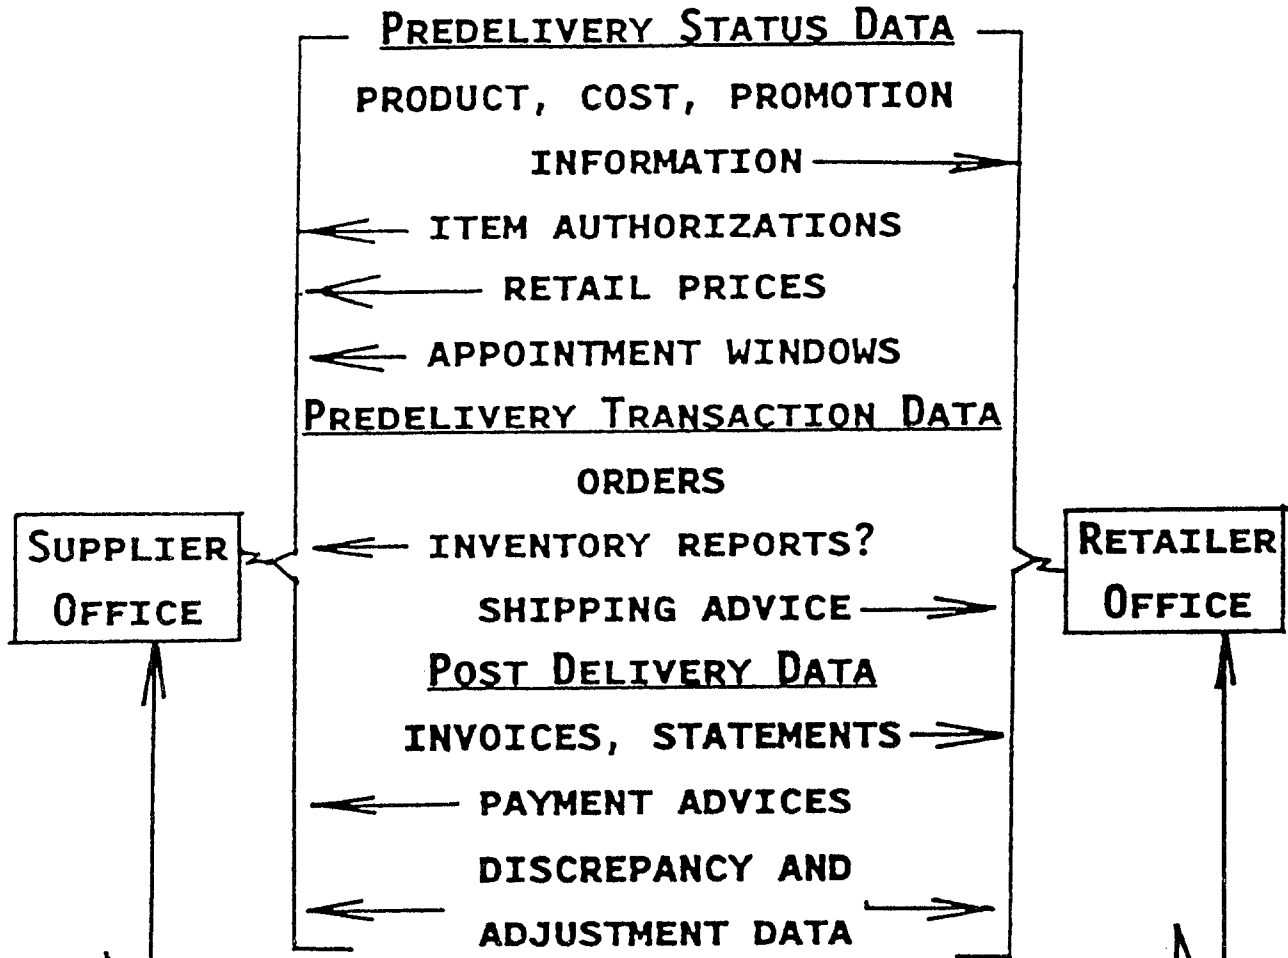 PREDELIVERY STATUS DATA
PRODUCT, COST, PROMOTION
INFORMATION
ITEM AUTHORIZATIONS
RETAIL PRICES
APPOINTMENT WINDOWS
PREDELIVERY TRANSACTION DATA
ORDERS
INVENTORY REPORTS?
SHIPPING ADVICE
POST DELIVERY DATA
INVOICES, STATEMENTS
PAYMENT ADVICES
DISCREPANCY AND
ADJUSTMENT DATA
SUPPLIER
OFFICE
RETAILER
OFFICE